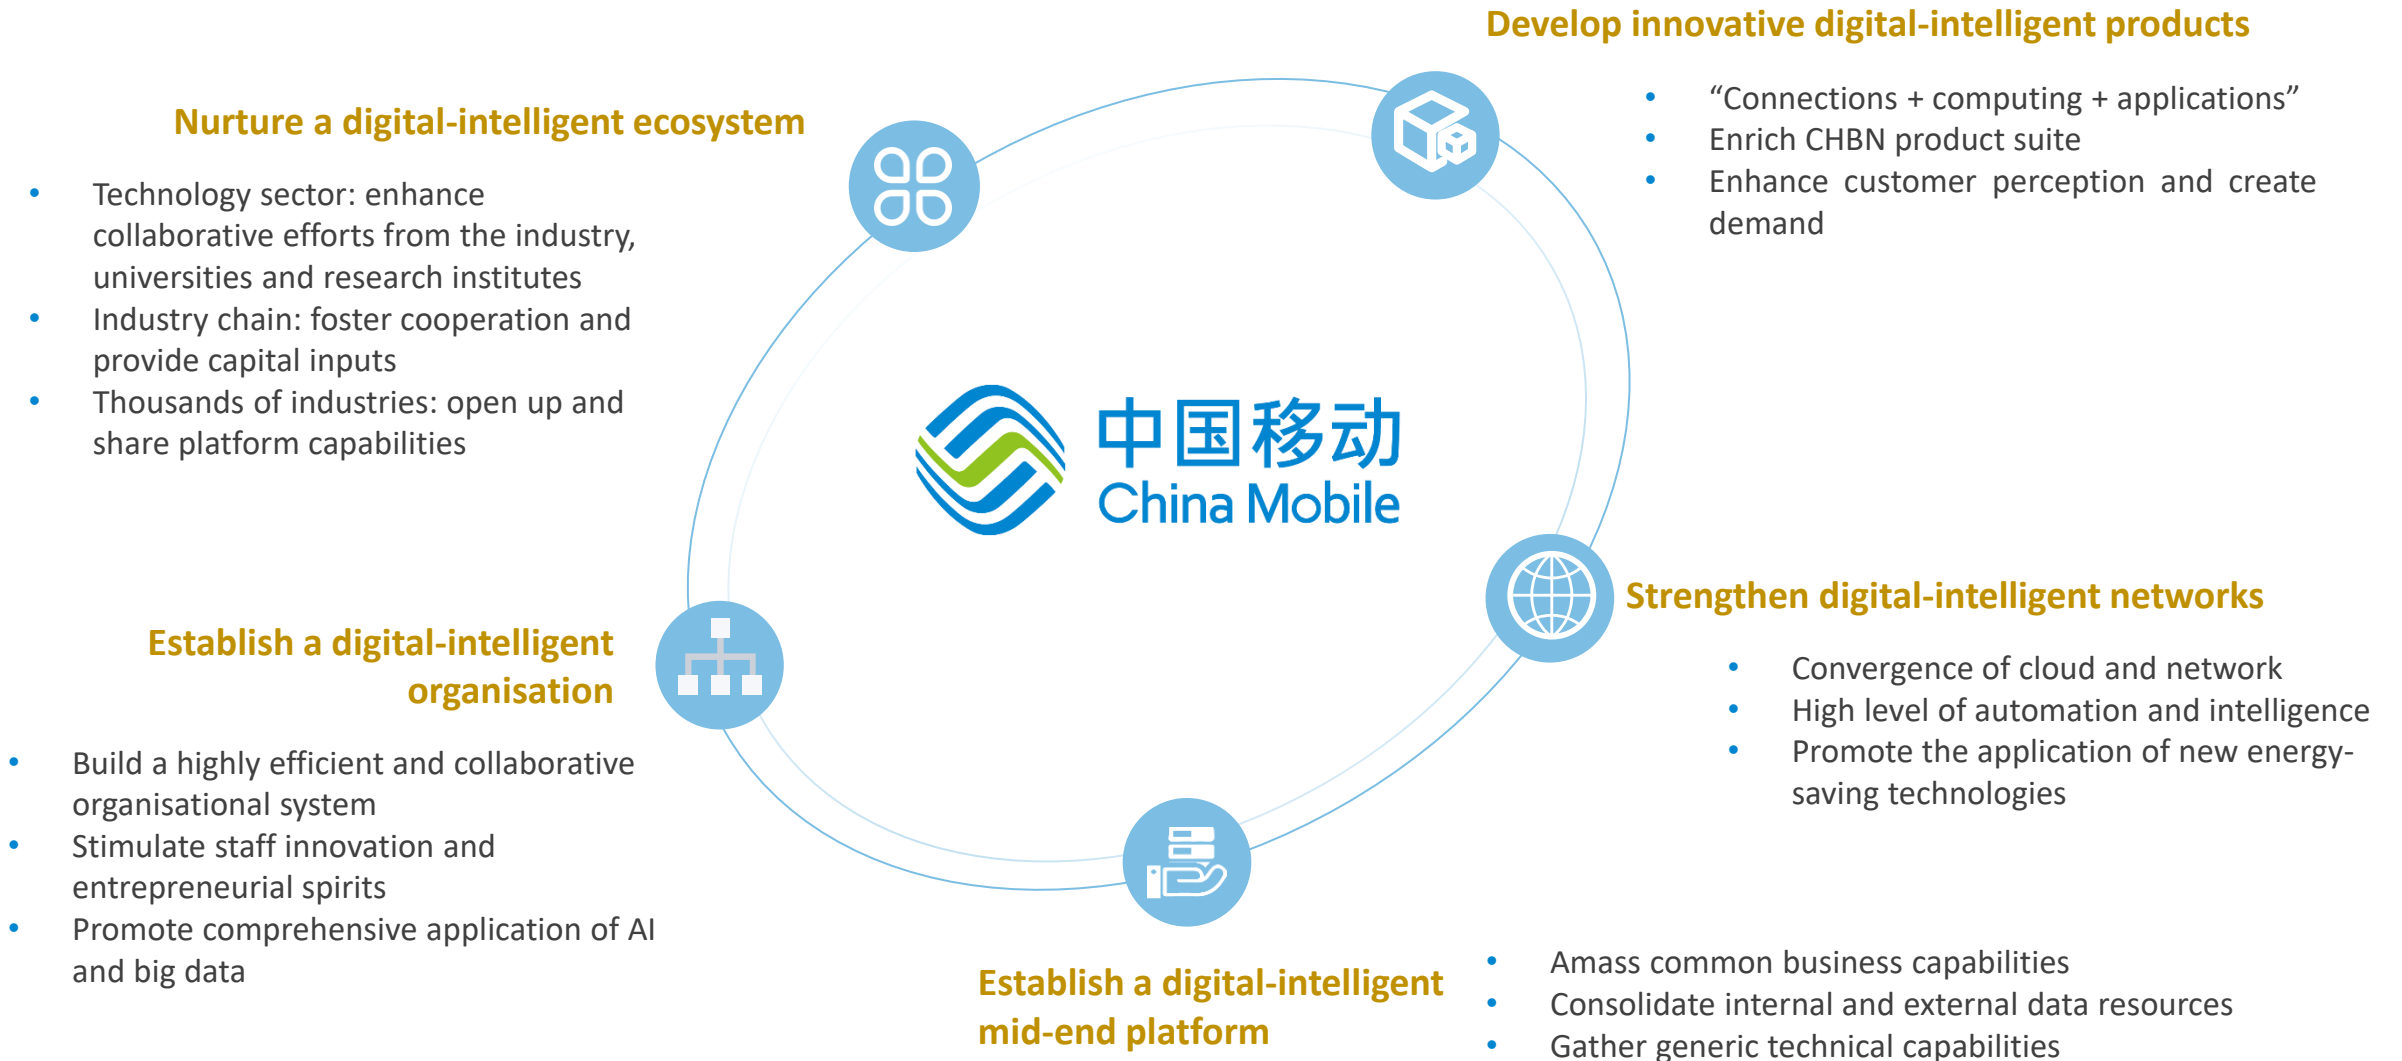 Develop innovative digital-intelligent products
• “Connections + computing + applications”
• Enrich CHBN product suite
• Enhance customer perception and create
demand
Nurture a digital-intelligent ecosystem
• Technology sector: enhance
collaborative efforts from the industry,
universities and research institutes
• Industry chain: foster cooperation and
provide capital inputs
• Thousands of industries: open up and
share platform capabilities
中国移动
China Mobile
Strengthen digital-intelligent networks
• Convergence of cloud and network
• High level of automation and intelligence
• Promote the application of new energy-
saving technologies
Establish a digital-intelligent
organisation
• Build a highly efficient and collaborative
organisational system
• Stimulate staff innovation and
entrepreneurial spirits
• Promote comprehensive application of AI
and big data
Establish a digital-intelligent
mid-end platform
• Amass common business capabilities
• Consolidate internal and external data resources
• Gather generic technical capabilities